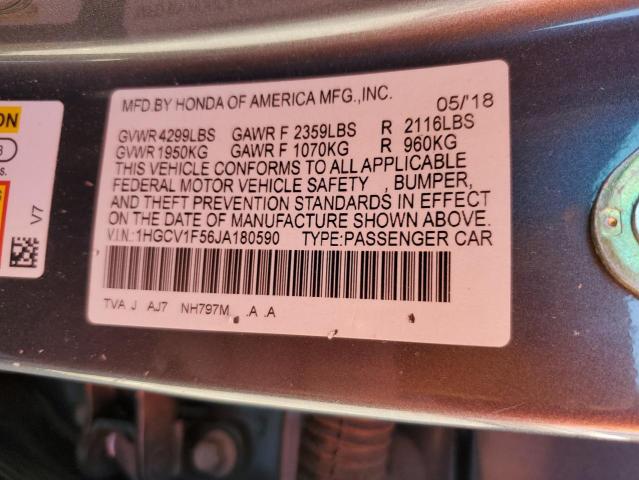 MFD.BY HONDA OF AMERICA MFG.,INC. 05/'18
GVWR 4299LBS GAWR F 2359LBS R 2116LBS
GVWR 1950KG GAWR F 1070KG R 960KG
THIS VEHICLE CONFORMS TO ALL APPLICABLE
FEDERAL MOTOR VEHICLE SAFETY , BUMPER,
AND THEFT PREVENTION STANDARDS IN EFFECT
ON THE DATE OF MANUFACTURE SHOWN ABOVE.
V.I.N.:1HGCV1F56JA180590 TYPE:PASSENGER CAR
TVA J AJ7 NH797M .A .A
V7